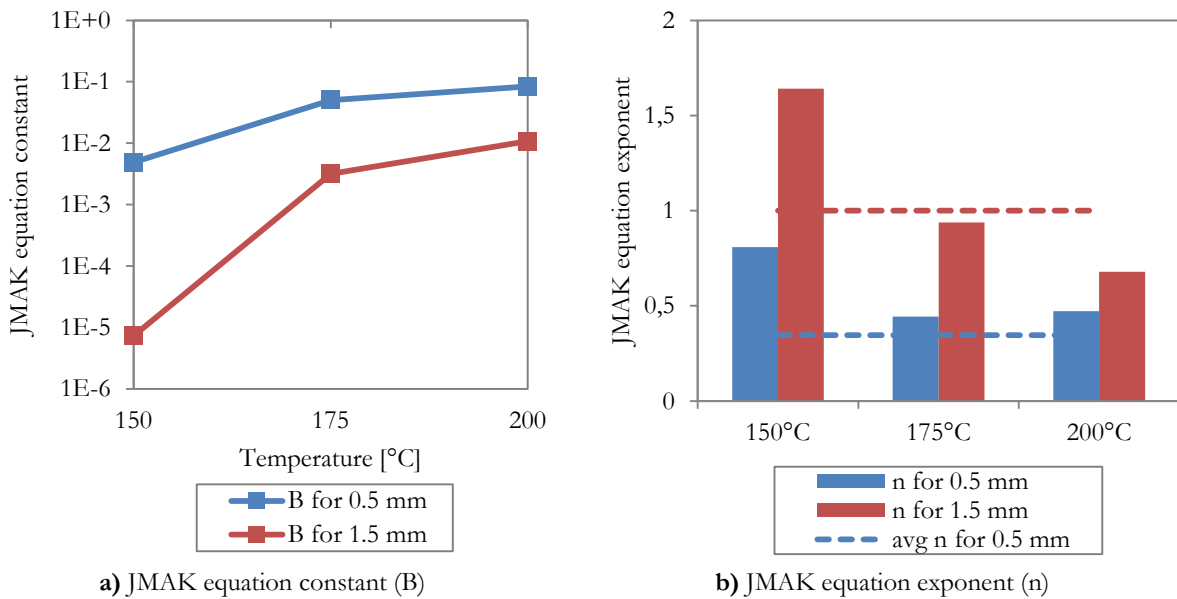 JMAK equation constant
1E+0
1E-1
1E-2
1E-3
1E-4
1E-5
1E-6
150
175
200
Temperature [°C]
B for 0.5 mm
B for 1.5 mm
a) JMAK equation constant (B)
JMAK equation exponent
2
1,5
1
0,5
0
150°C
175°C
200°C
n for 0.5 mm
n for 1.5 mm
avg n for 0.5 mm
b) JMAK equation exponent (n)